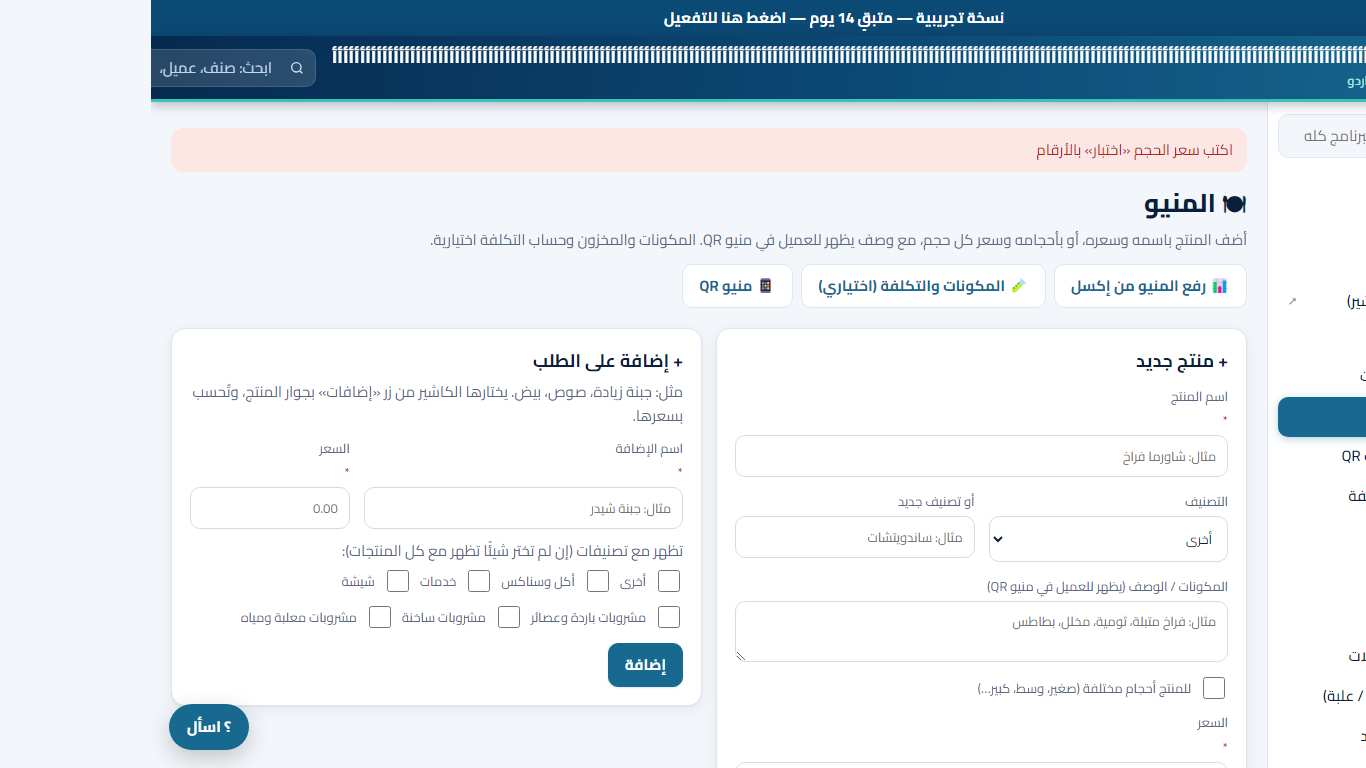 نسخة تجريبية — متبقٍ 14 يوم — اضغط هنا للتفعيل
ابحث: صنف، عميل،
اكتب سعر الحجم «اختبار» بالأرقام
🍽 المنيو
أضف المنتج باسمه وسعره، أو بأحجامه وسعر كل حجم، مع وصف يظهر للعميل في منيو QR. المكونات والمخزون وحساب التكلفة اختيارية.
رفع المنيو من إكسل
المكونات والتكلفة (اختياري)
منيو QR
+ منتج جديد
اسم المنتج
*
مثال: شاورما فراخ
التصنيف
أو تصنيف جديد
أخرى
مثال: ساندويتشات
المكونات / الوصف (يظهر للعميل في منيو QR)
مثال: فراخ متبلة، ثومية، مخلل، بطاطس
للمنتج أحجام مختلفة (صغير، وسط، كبير...)
السعر
*
+ إضافة على الطلب
مثل: جبنة زيادة، صوص، بيض. يختارها الكاشير من زر «إضافات» بجوار المنتج، وتُحسب
بسعرها.
اسم الإضافة
*
السعر
*
مثال: جبنة شيدر
0.00
تظهر مع تصنيفات (إن لم تختر شيئًا تظهر مع كل المنتجات):
أخرى
أكل وسناكس
خدمات
شيشة
مشروبات باردة وعصائر
مشروبات ساخنة
مشروبات معلبة ومياه
إضافة
؟ اسأل
برنامج كله
QR
/ علبة)